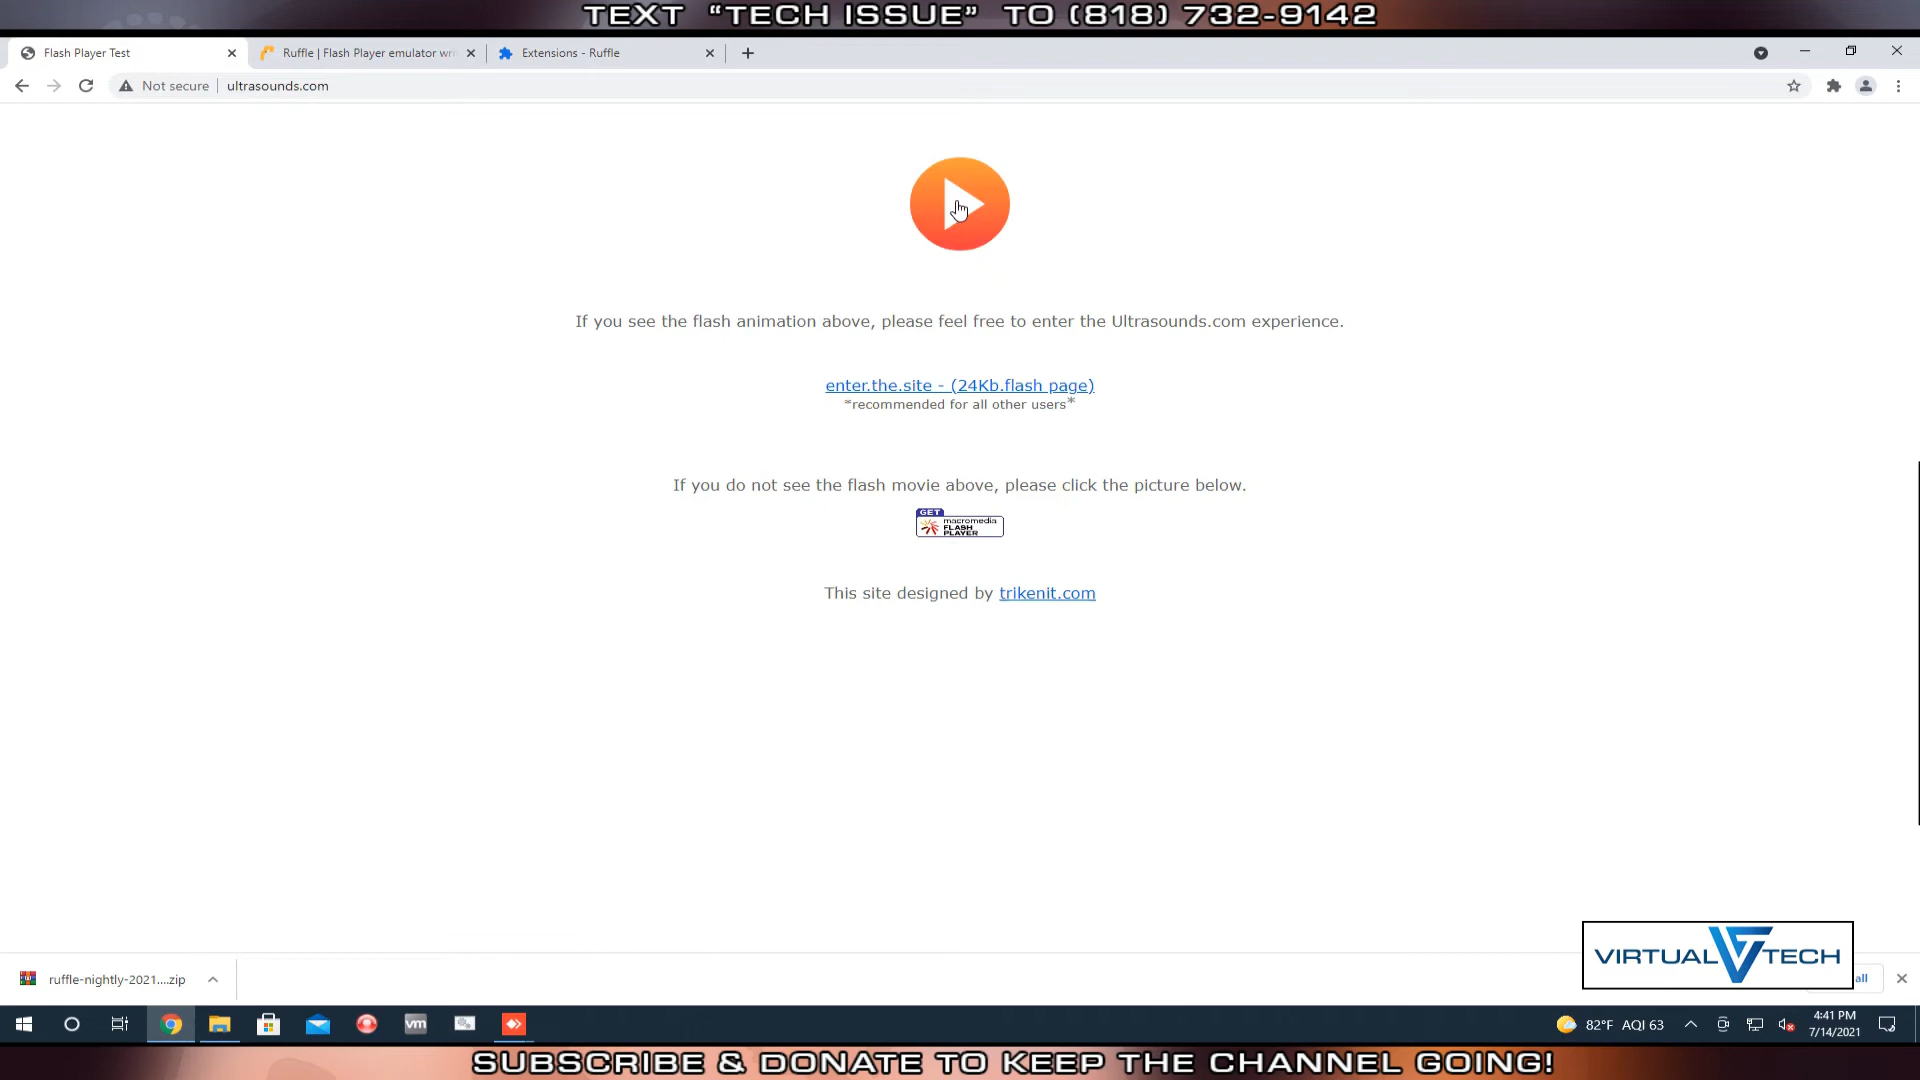 TEXT “TECH ISSUE” TO (818) 732-9142
Flash Player Test
Ruffle | Flash Player emulator wri
Extensions - Ruffle
Not secure
ultrasounds.com
If you see the flash animation above, please feel free to enter the Ultrasounds.com experience.
enter.the.site - (24Kb.flash page)
*recommended for all other users*
If you do not see the flash movie above, please click the picture below.
GET
macromedia
FLASH
PLAYER
This site designed by trikenit.com
VIRTUAL TECH
ruffle-nightly-2021....zip
all
vm
82°F AQI 63
4:41 PM
7/14/2021
SUBSCRIBE & DONATE TO KEEP THE CHANNEL GOING!